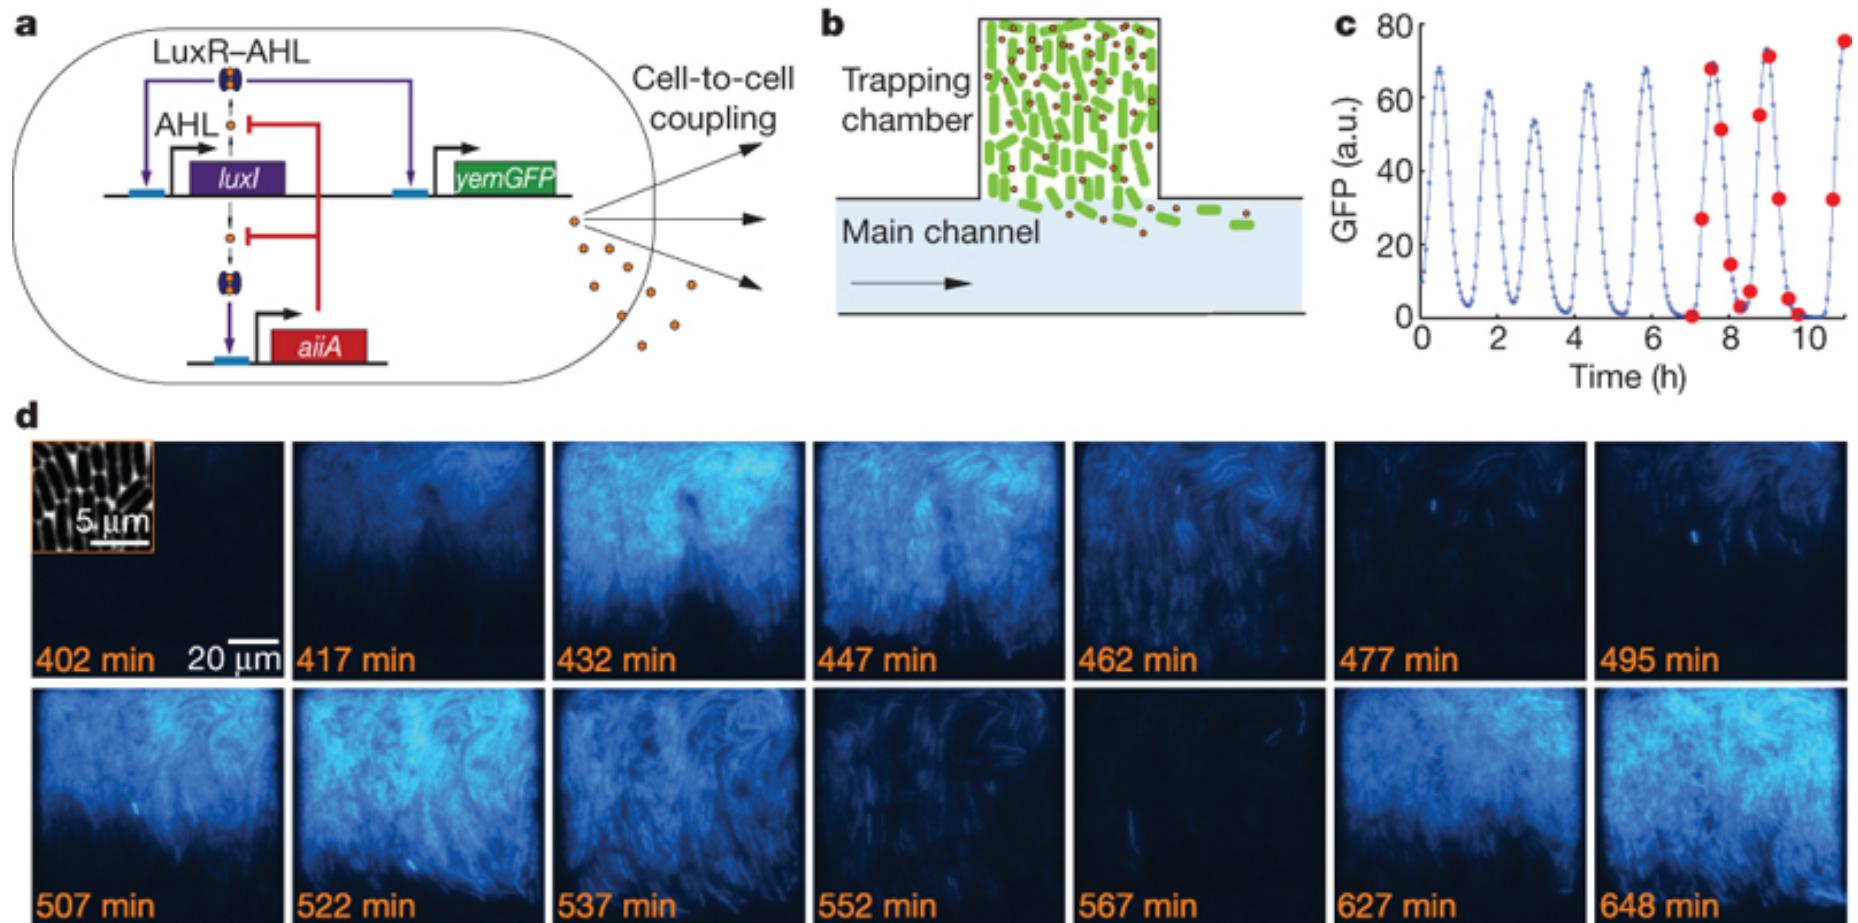 a
LuxR–AHL
AHL
luxI
yemGFP
aiiA
Cell-to-cell
coupling
b
Trapping
chamber
Main channel
c
GFP (a.u.)
80
60
40
20
0
0 2 4 6 8 10
Time (h)
d
5 μm
402 min
20 μm
417 min
432 min
447 min
462 min
477 min
495 min
507 min
522 min
537 min
552 min
567 min
627 min
648 min